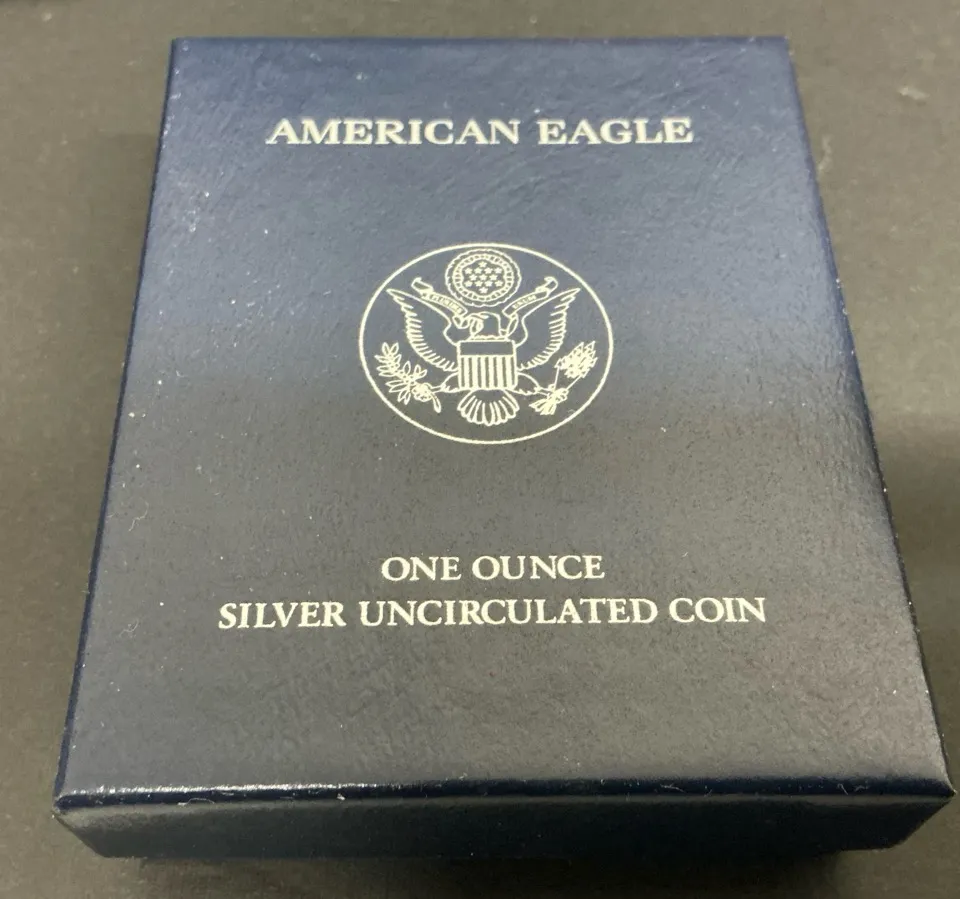 AMERICAN EAGLE
ONE OUNCE
SILVER UNCIRCULATED COIN